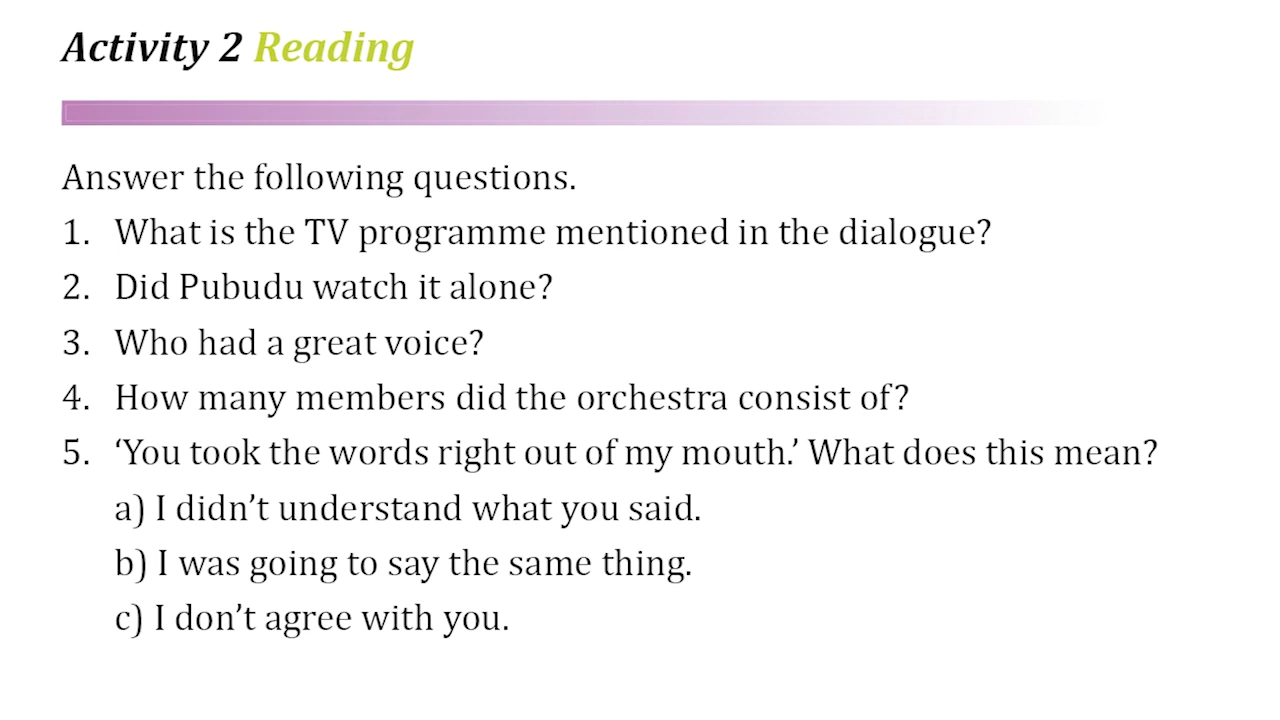 Activity 2 Reading
Answer the following questions.
1. What is the TV programme mentioned in the dialogue?
2. Did Pubudu watch it alone?
3. Who had a great voice?
4. How many members did the orchestra consist of?
5. ‘You took the words right out of my mouth.’ What does this mean?
a) I didn’t understand what you said.
b) I was going to say the same thing.
c) I don’t agree with you.